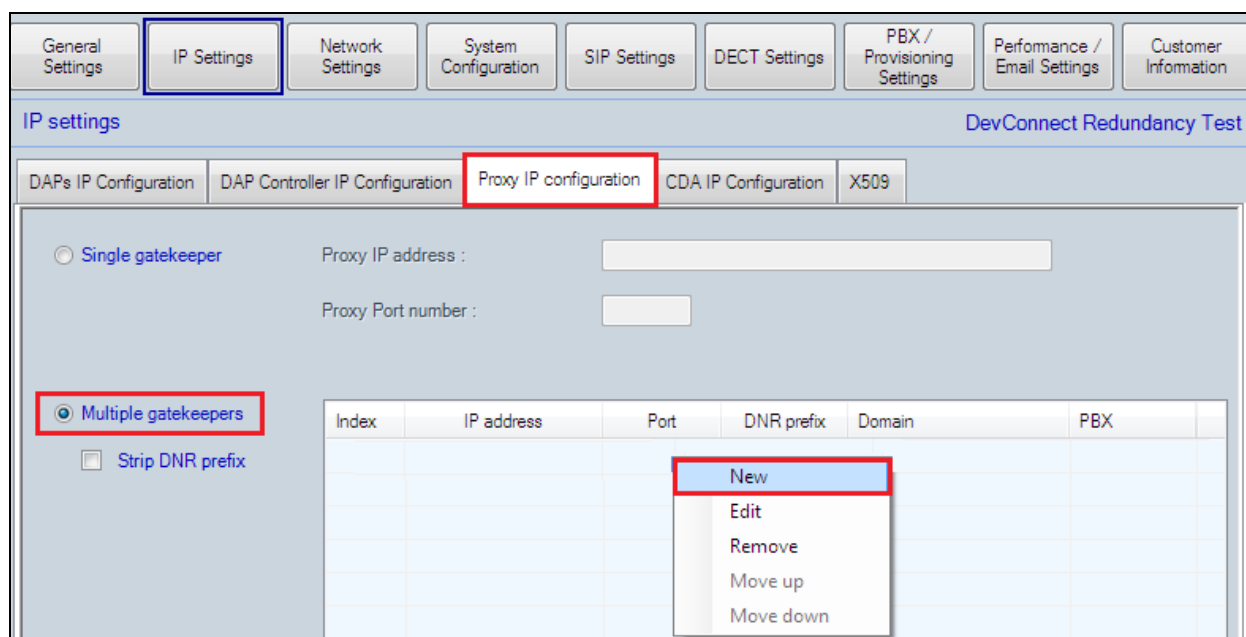 General Settings
IP Settings
Network Settings
System Configuration
SIP Settings
DECT Settings
PBX / Provisioning Settings
Performance / Email Settings
Customer Information
IP settings
DevConnect Redundancy Test
DAPs IP Configuration
DAP Controller IP Configuration
Proxy IP configuration
CDA IP Configuration
X509
Single gatekeeper
Proxy IP address :
Proxy Port number :
Multiple gatekeepers
Strip DNR prefix
Index IP address Port DNR prefix Domain PBX
New
Edit
Remove
Move up
Move down